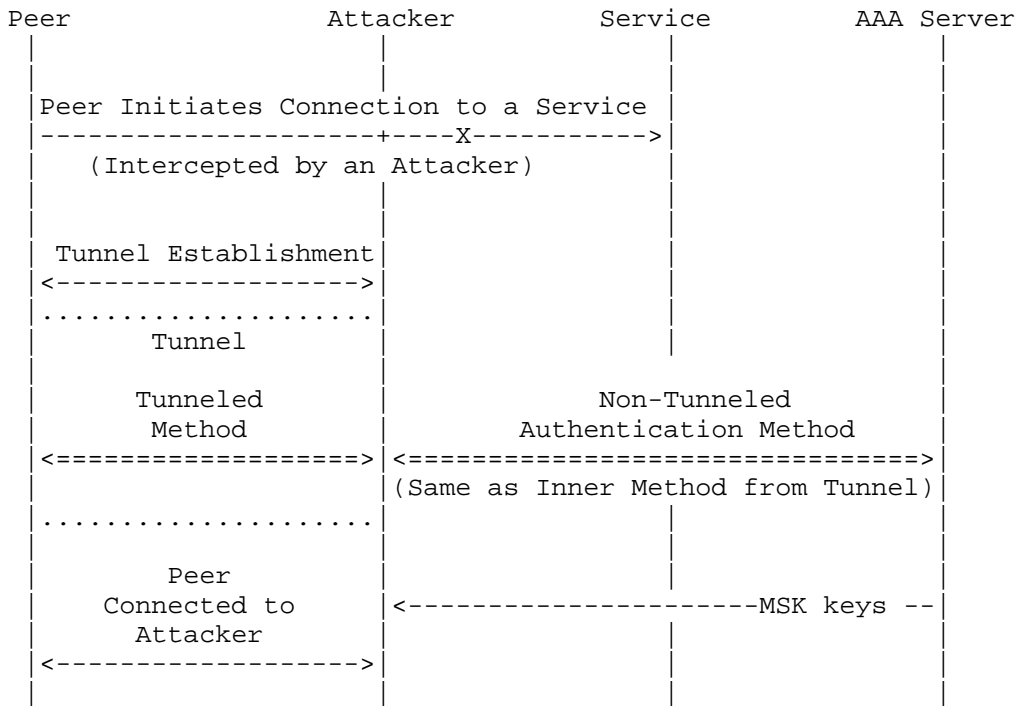 Peer Attacker Service AAA Server
Peer Initiates Connection to a Service
---------------------+----X----------->
(Intercepted by an Attacker)
Tunnel Establishment
<------------------->
.....................
Tunnel
Tunneled Non-Tunneled
Method Authentication Method
<===================> <================================>
(Same as Inner Method from Tunnel)
.....................
Peer
Connected to <----------------------MSK keys --
Attacker
<------------------->